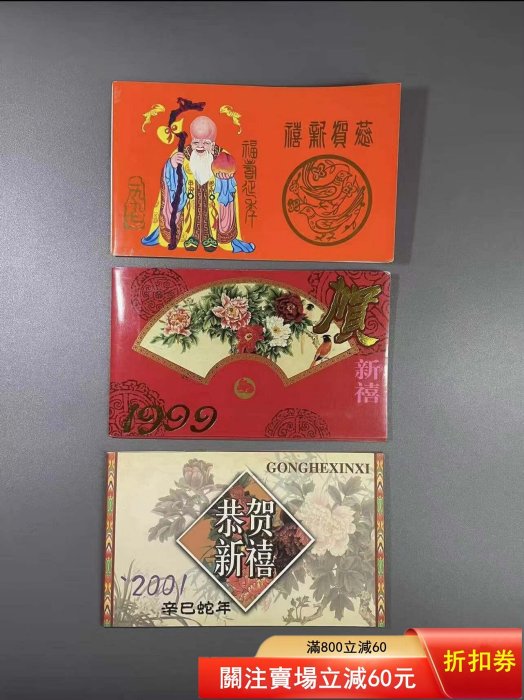 禧新賀恭
福壽延年
賀
新禧
1999
GONGHEXINXI
恭贺
新禧
2001
辛巳蛇年
滿800立減60
關注賣場立減60元
折扣券